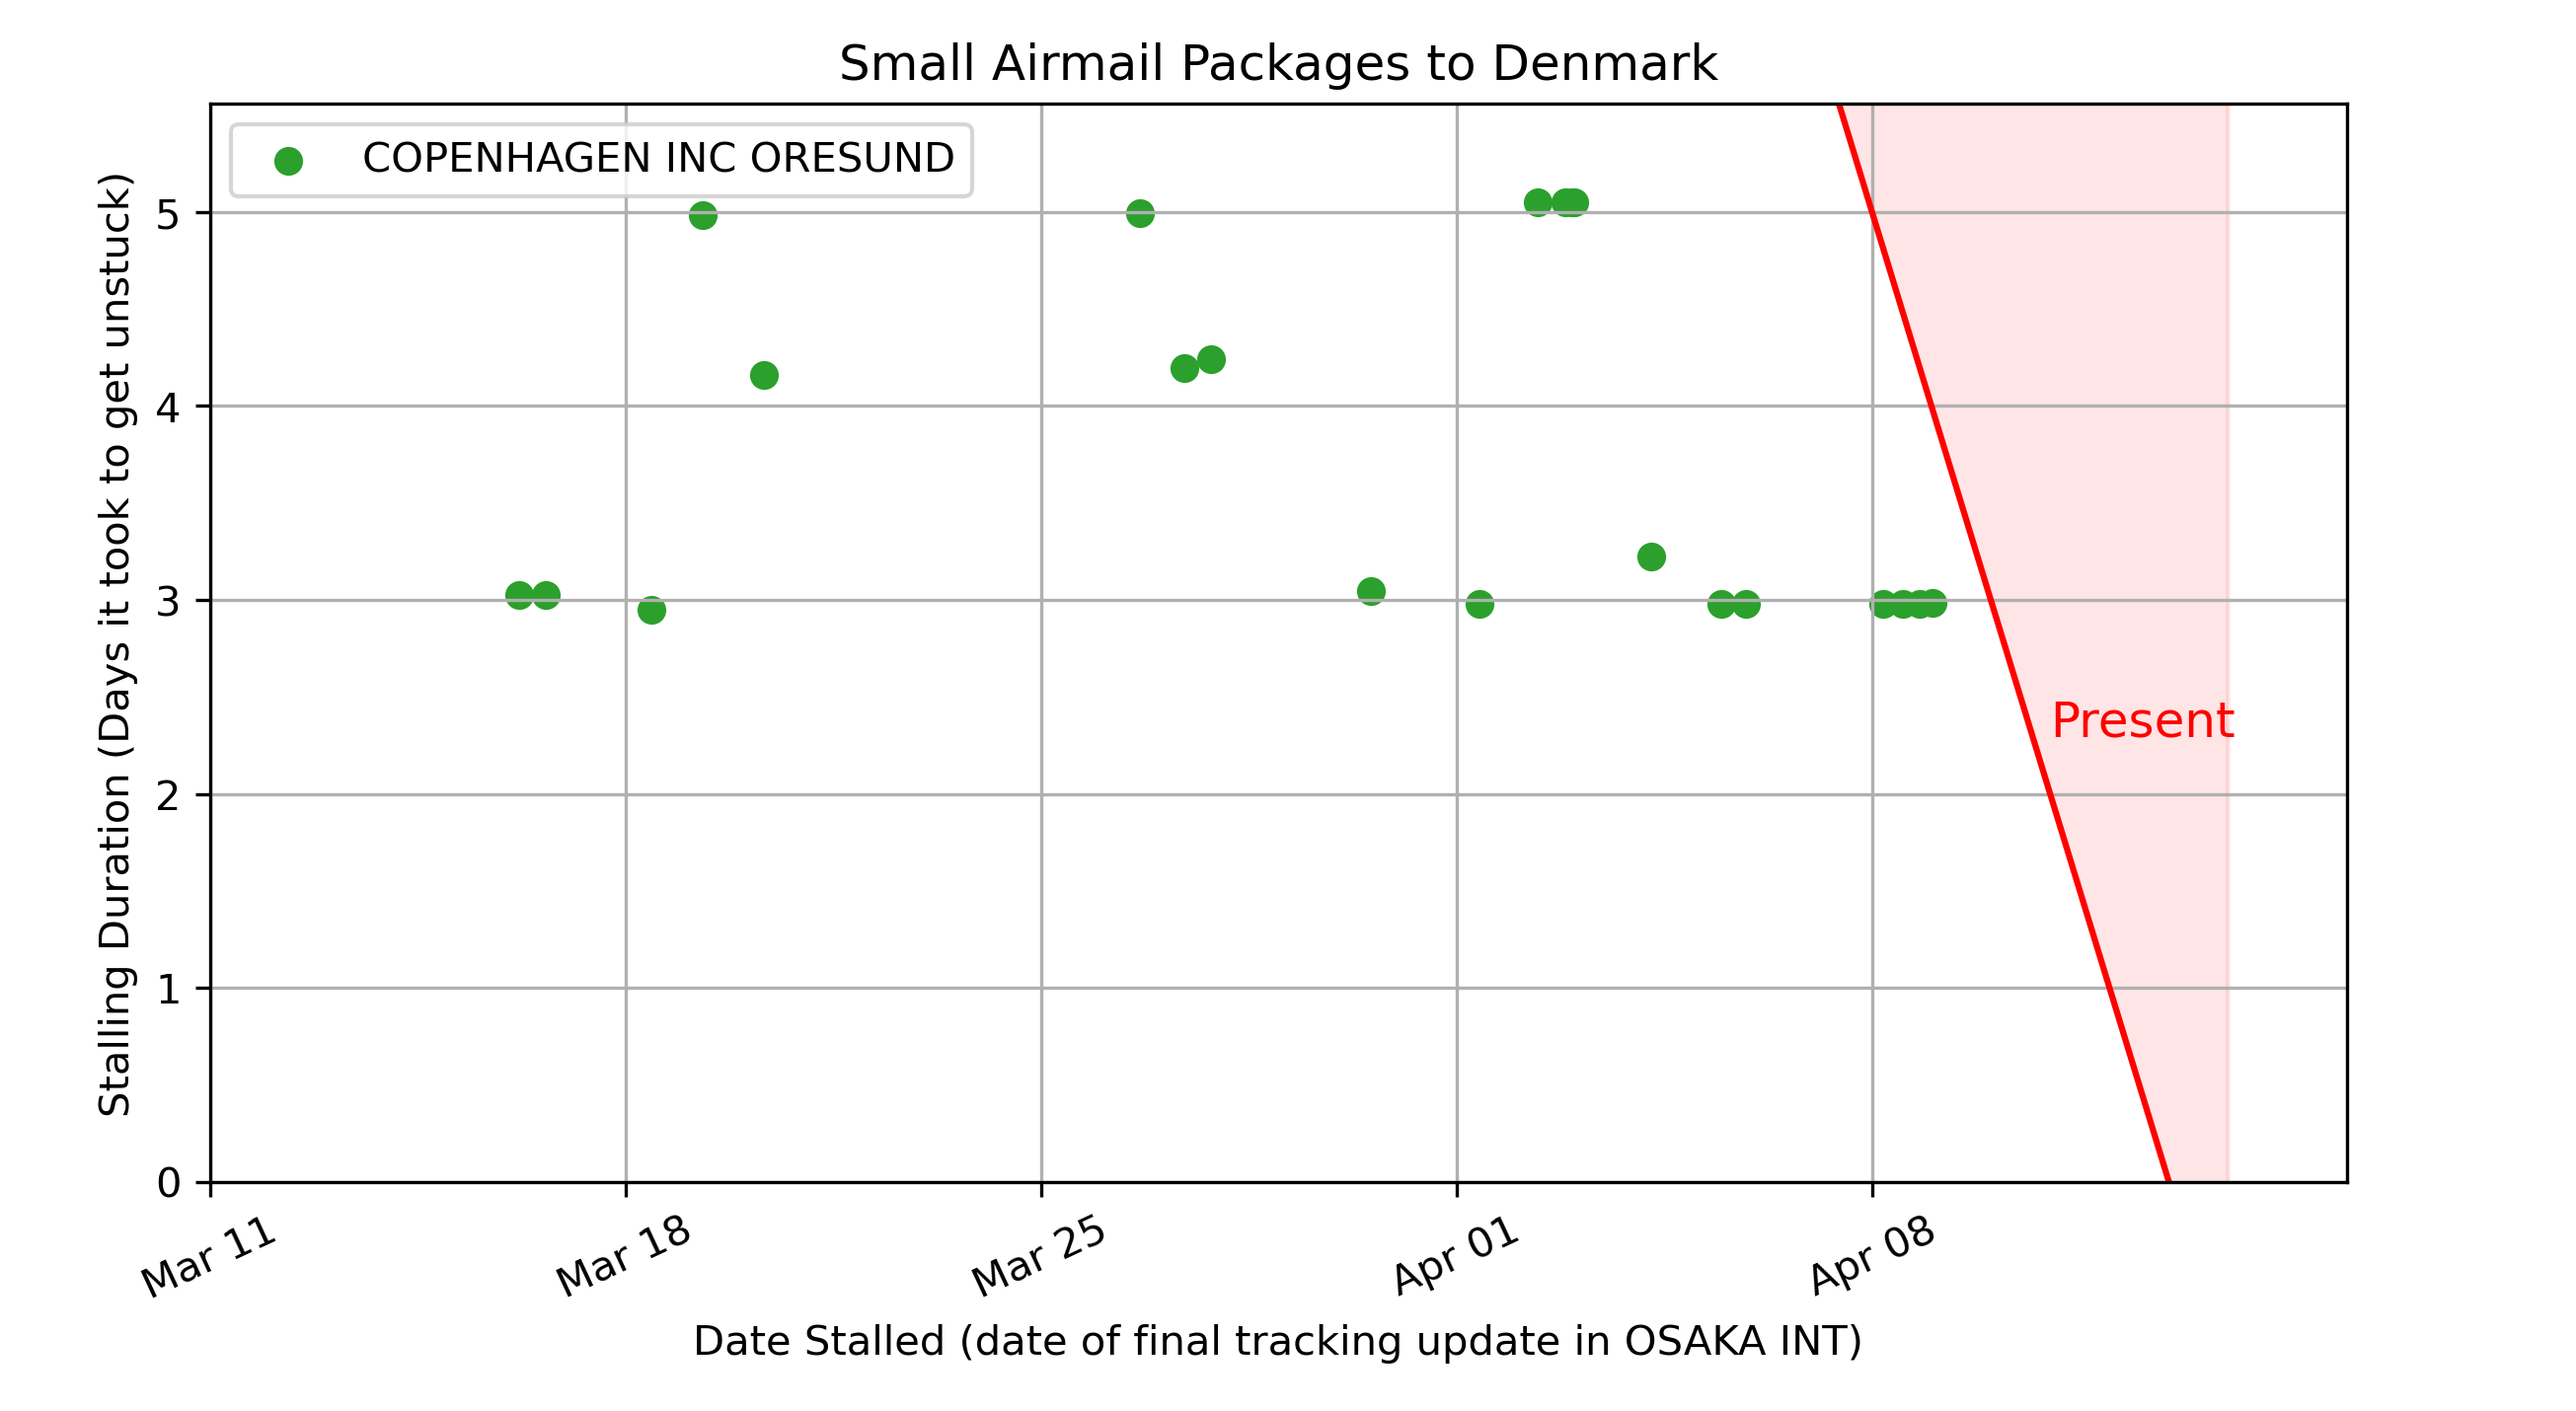 Small Airmail Packages to Denmark
COPENHAGEN INC ORESUND
Stalling Duration (Days it took to get unstuck)
5
4
3
2
1
0
Present
Mar 11
Mar 18
Mar 25
Apr 01
Apr 08
Date Stalled (date of final tracking update in OSAKA INT)